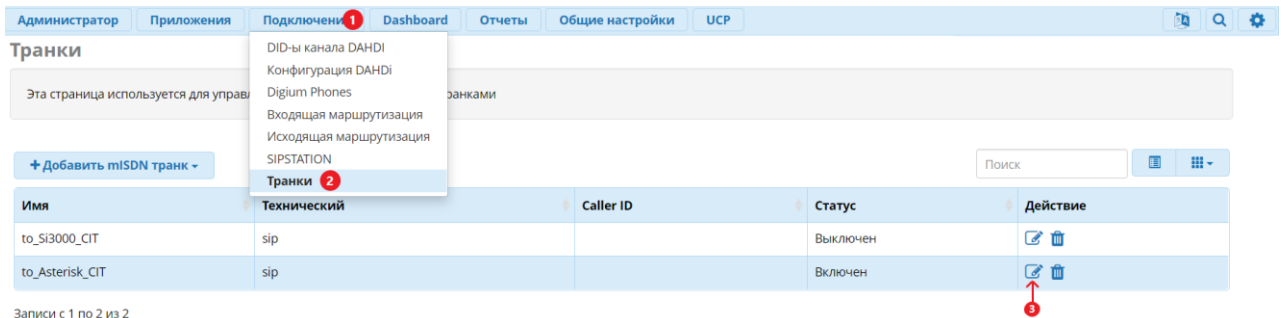 Администратор Приложения Подключени 1 Dashboard Отчеты Общие настройки UCP
Транки
DID-ы канала DAHDI
Конфигурация DAHDi
Эта страница используется для управ
Digium Phones
ранками
Входящая маршрутизация
Исходящая маршрутизация
SIPSTATION
Транки 2
+ Добавить mISDN транк
Поиск
Имя Технический Caller ID Статус Действие
to_Si3000_CIT sip Выключен
to_Asterisk_CIT sip Включен
3
Записи с 1 по 2 из 2